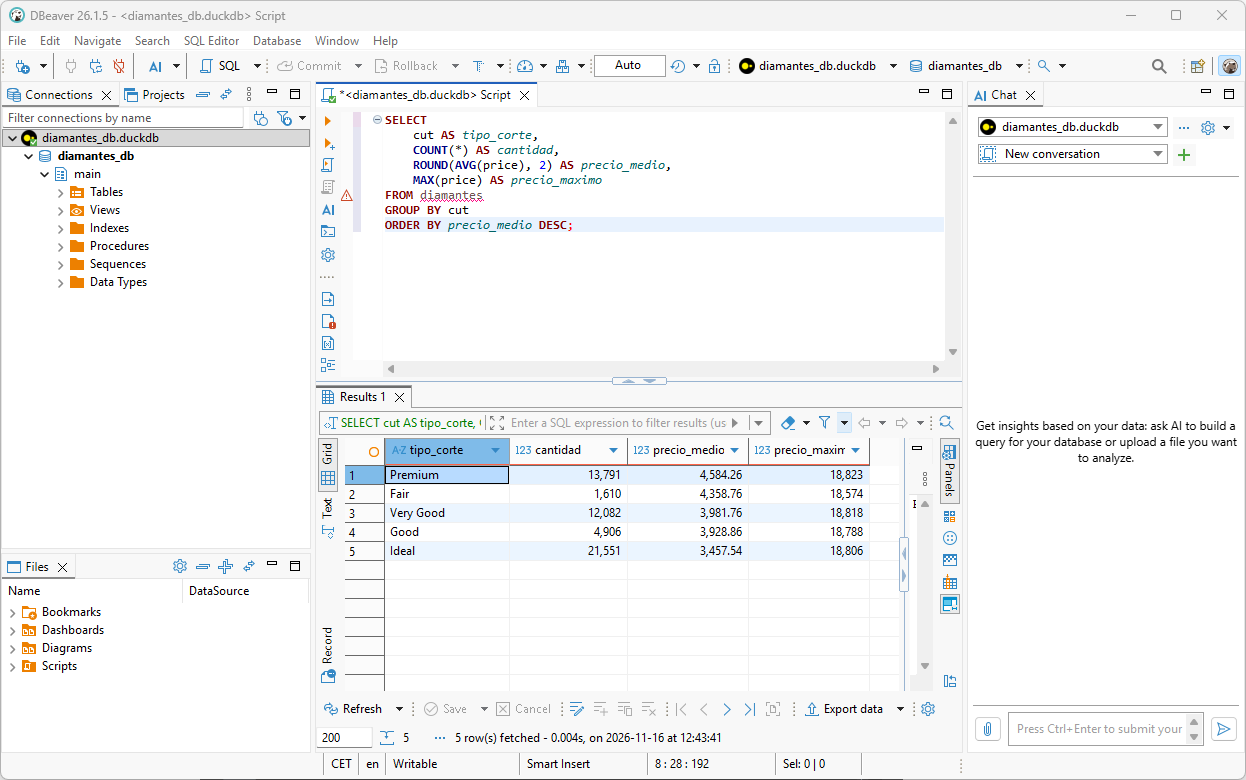 DBeaver 26.1.5 - <diamantes_db.duckdb> Script
File Edit Navigate Search SQL Editor Database Window Help
AI SQL Commit Rollback T Auto diamantes_db.duckdb diamantes_db
Connections Projects
Filter connections by name
diamantes_db.duckdb
diamantes_db
main
Tables
Views
Indexes
Procedures
Sequences
Data Types
Files
Name DataSource
Bookmarks
Dashboards
Diagrams
Scripts
*<diamantes_db.duckdb> Script
SELECT
cut AS tipo_corte,
COUNT(*) AS cantidad,
ROUND(AVG(price), 2) AS precio_medio,
MAX(price) AS precio_maximo
FROM diamantes
GROUP BY cut
ORDER BY precio_medio DESC;
AI
Results 1
SELECT cut AS tipo_corte, Enter a SQL expression to filter results (us
Grid
Text
Record
A-Z tipo_corte 123 cantidad 123 precio_medio 123 precio_maxim
1 Premium 13,791 4,584.26 18,823
2 Fair 1,610 4,358.76 18,574
3 Very Good 12,082 3,981.76 18,818
4 Good 4,906 3,928.86 18,788
5 Ideal 21,551 3,457.54 18,806
Panels
Refresh Save Cancel Export data
200 5 5 row(s) fetched - 0.004s, on 2026-11-16 at 12:43:41
AI Chat
diamantes_db.duckdb
New conversation
Get insights based on your data: ask AI to build a
query for your database or upload a file you want
to analyze.
Press Ctrl+Enter to submit your
CET en Writable Smart Insert 8 : 28 : 192 Sel: 0 | 0